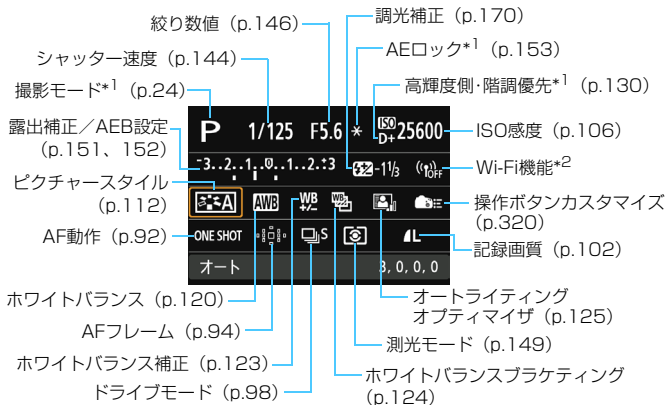 絞り数値（p.146）
調光補正（p.170）
シャッター速度（p.144）
AEロック*1（p.153）
撮影モード*1（p.24）
高輝度側・階調優先*1（p.130）
露出補正／AEB設定
（p.151、152）
P 1/125 F5.6 * ISO D+ 25600
ISO感度（p.106）
-3..2..1..0..1..2.+3 -1⅓ OFF
Wi-Fi機能*2
ピクチャースタイル
（p.112）
A AWB WB +/- WB
操作ボタンカスタマイズ
（p.320）
AF動作（p.92）
ONE SHOT S L
記録画質（p.102）
オート 3, 0, 0, 0
ホワイトバランス（p.120）
オートライティング
オプティマイザ（p.125）
AFフレーム（p.94）
測光モード（p.149）
ホワイトバランス補正（p.123）
ホワイトバランスブラケティング
（p.124）
ドライブモード（p.98）